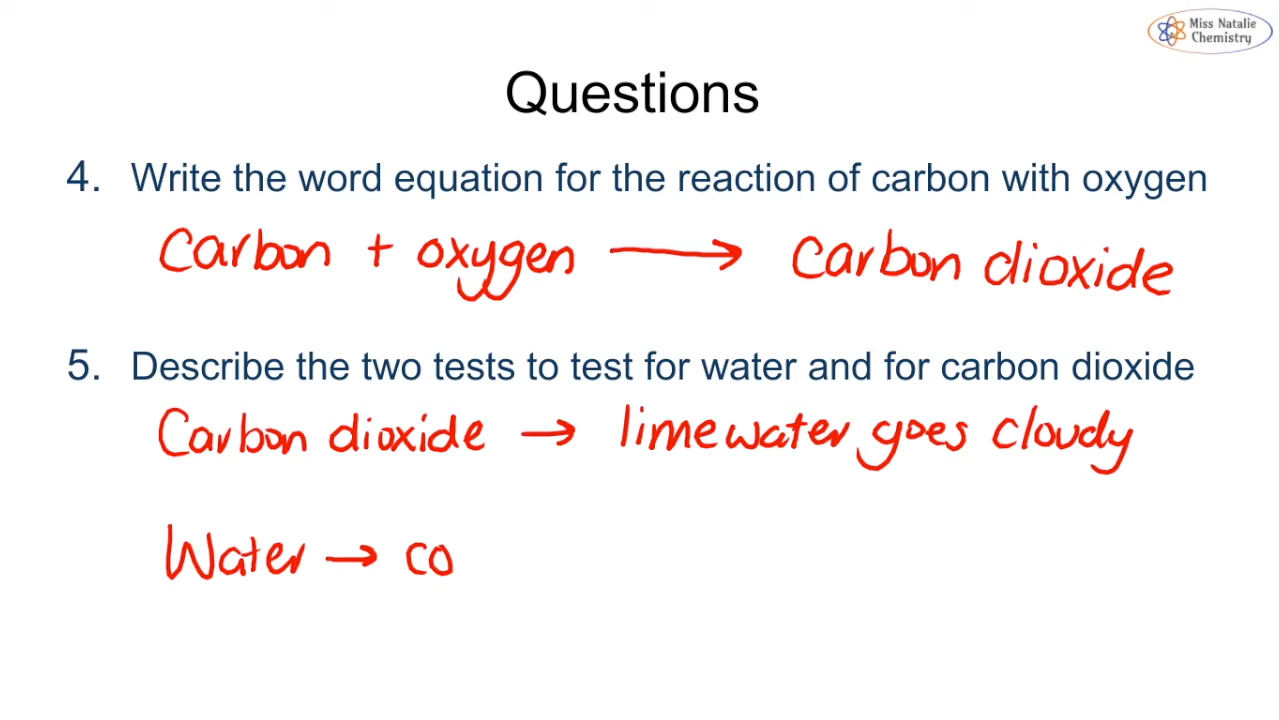 Miss Natalie
Chemistry
Questions
4. Write the word equation for the reaction of carbon with oxygen
Carbon + oxygen → Carbon dioxide
5. Describe the two tests to test for water and for carbon dioxide
Carbon dioxide → limewater goes cloudy
Water → co